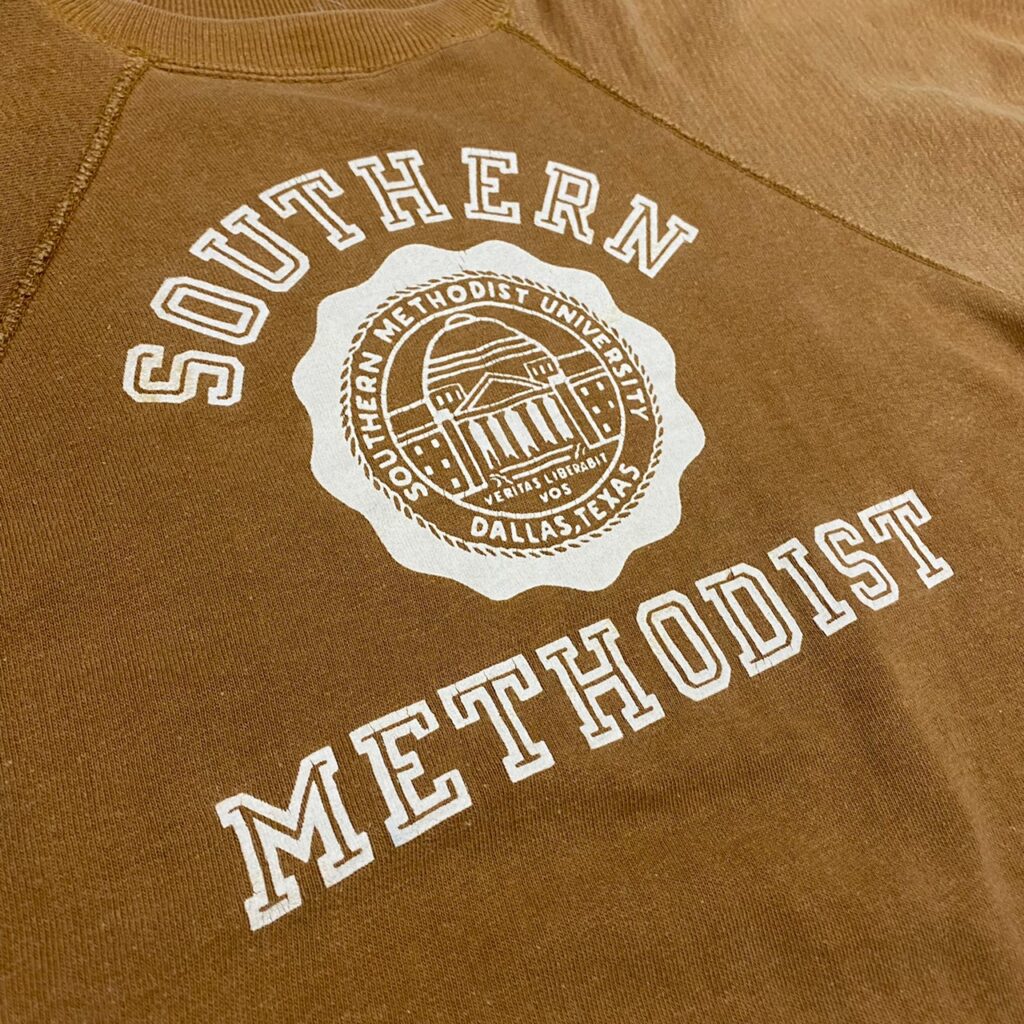 SOUTHERN
SOUTHERN METHODIST UNIVERSITY
VERITAS LIBERABIT
VOS
DALLAS, TEXAS
METHODIST